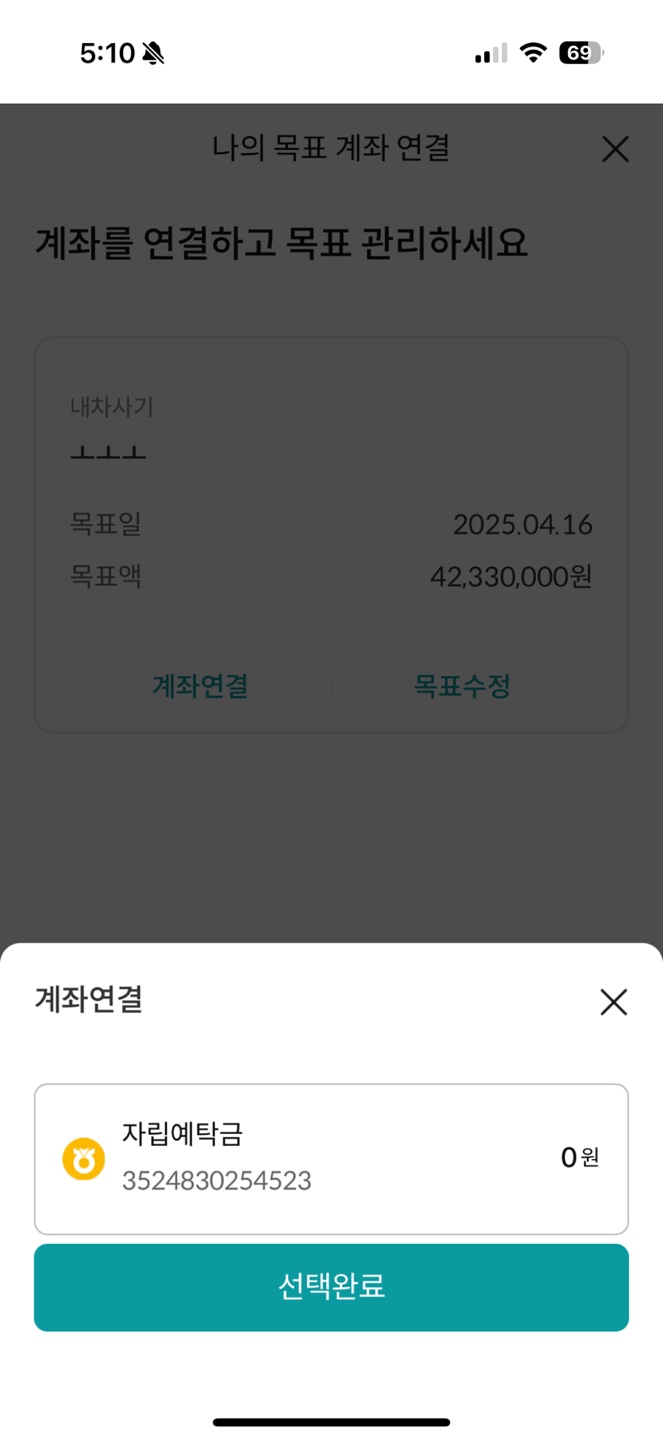 5:10
69
나의 목표 계좌 연결
계좌를 연결하고 목표 관리하세요
내차사기
ㅗㅗㅗ
목표일 2025.04.16
목표액 42,330,000원
계좌연결 목표수정
계좌연결
자립예탁금
3524830254523
0원
선택완료